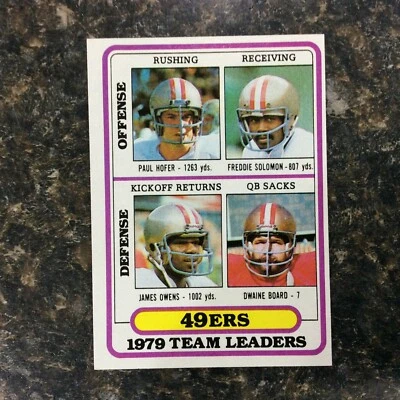 OFFENSE
RUSHING
RECEIVING
PAUL HOFER - 1263 yds.
FREDDIE SOLOMON-807 yds.
DEFENSE
KICKOFF RETURNS
QB SACKS
JAMES OWENS - 1002 yds.
DWAINE BOARD - 7
49ERS
1979 TEAM LEADERS